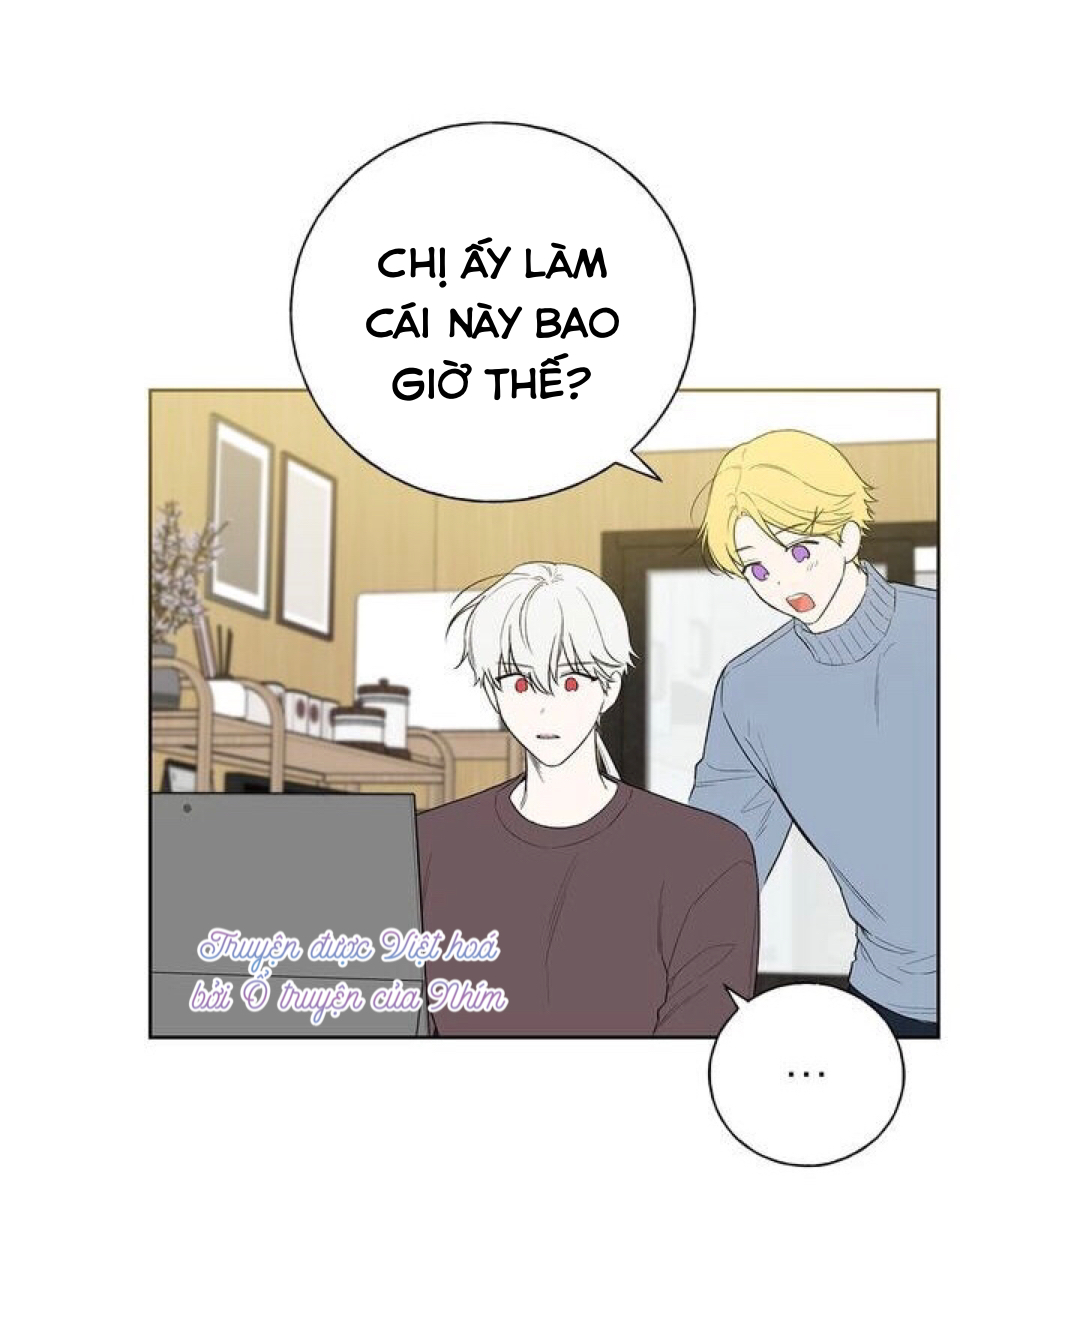 CHỊ ẤY LÀM
CÁI NÀY BAO
GIỜ THẾ?
Truyện được Việt hoá
bởi Ổ truyện của Nhím
...